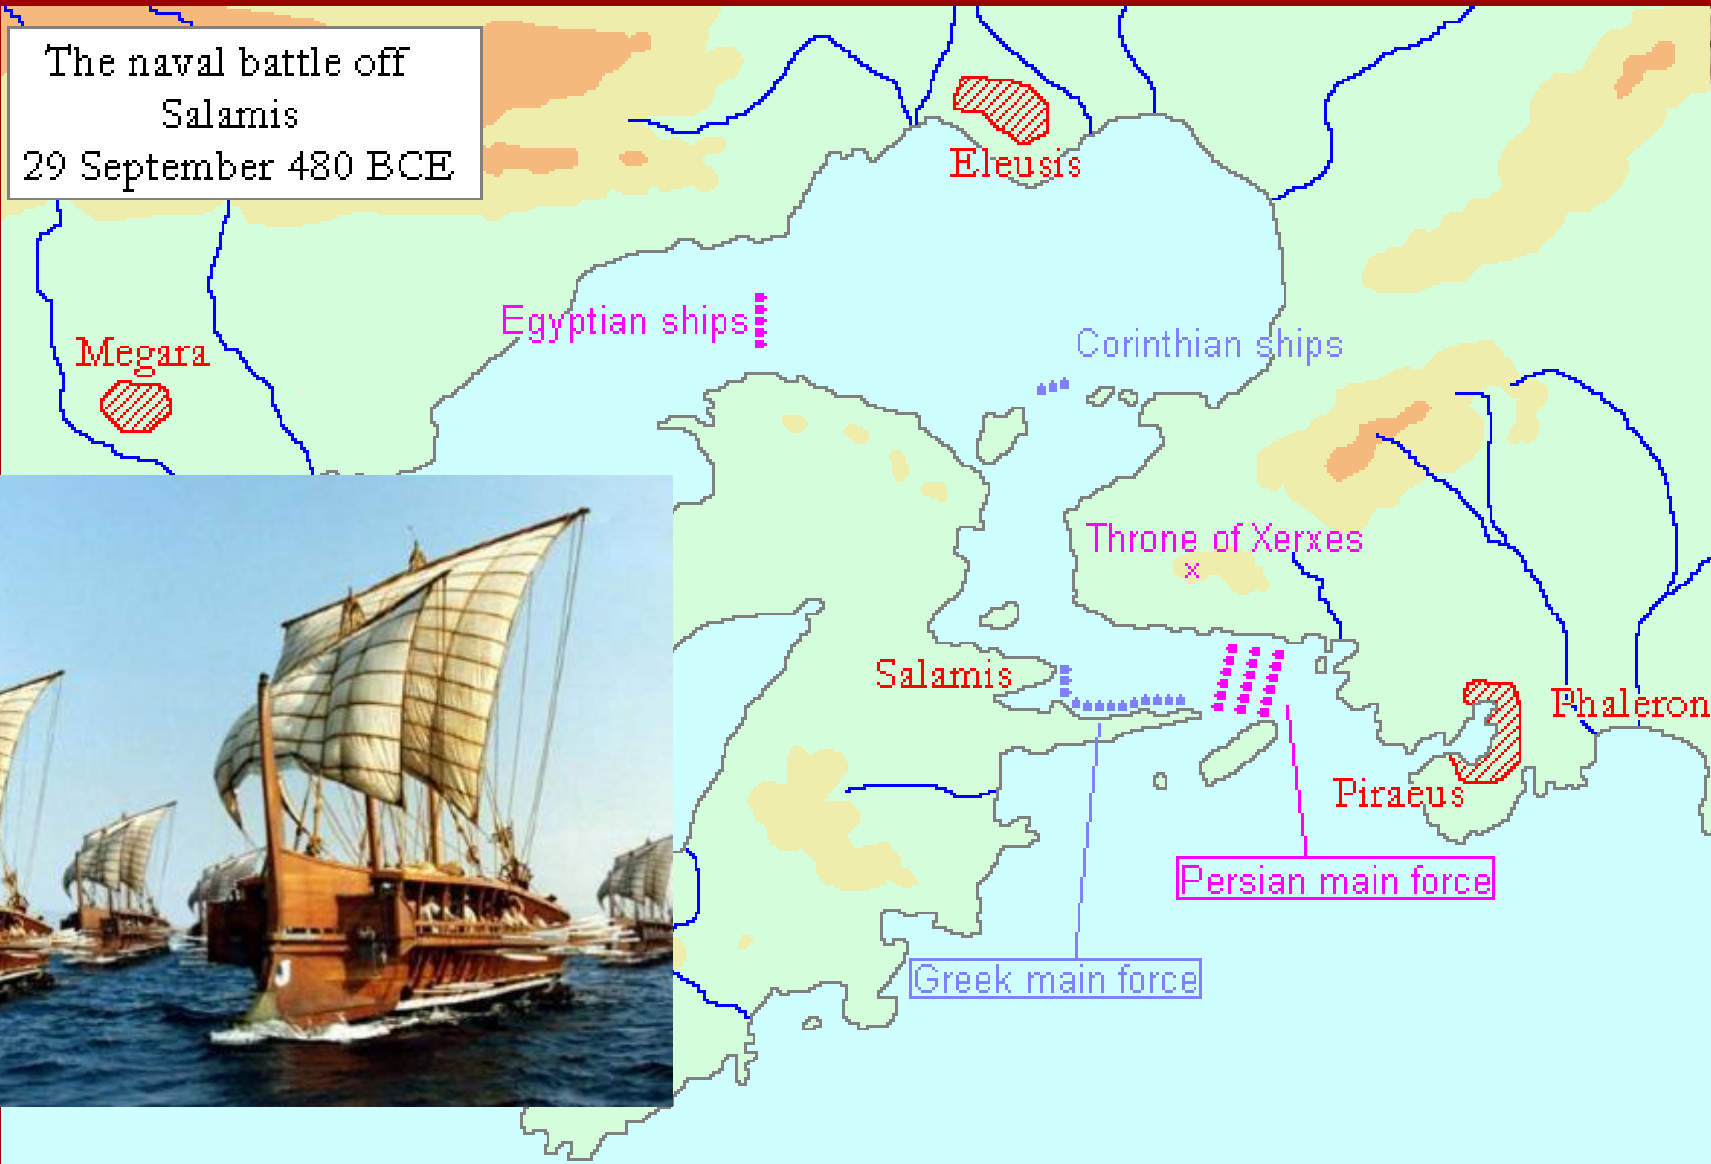 The naval battle off
Salamis
29 September 480 BCE
Eleusis
Egyptian ships
Corinthian ships
Megara
Throne of Xerxes
x
Salamis
Phaleron
Piraeus
Persian main force
Greek main force